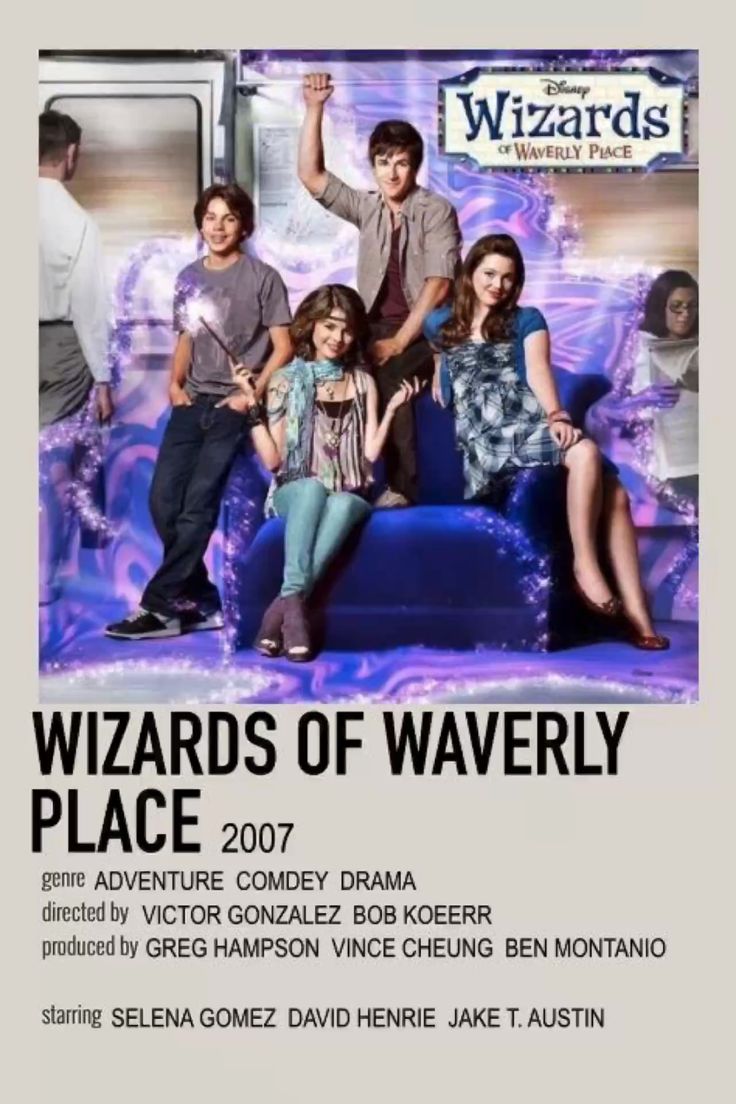 Disney
Wizards
OF WAVERLY PLACE
WIZARDS OF WAVERLY
PLACE 2007
genre ADVENTURE COMDEY DRAMA
directed by VICTOR GONZALEZ BOB KOEERR
produced by GREG HAMPSON VINCE CHEUNG BEN MONTANIO
starring SELENA GOMEZ DAVID HENRIE JAKE T. AUSTIN